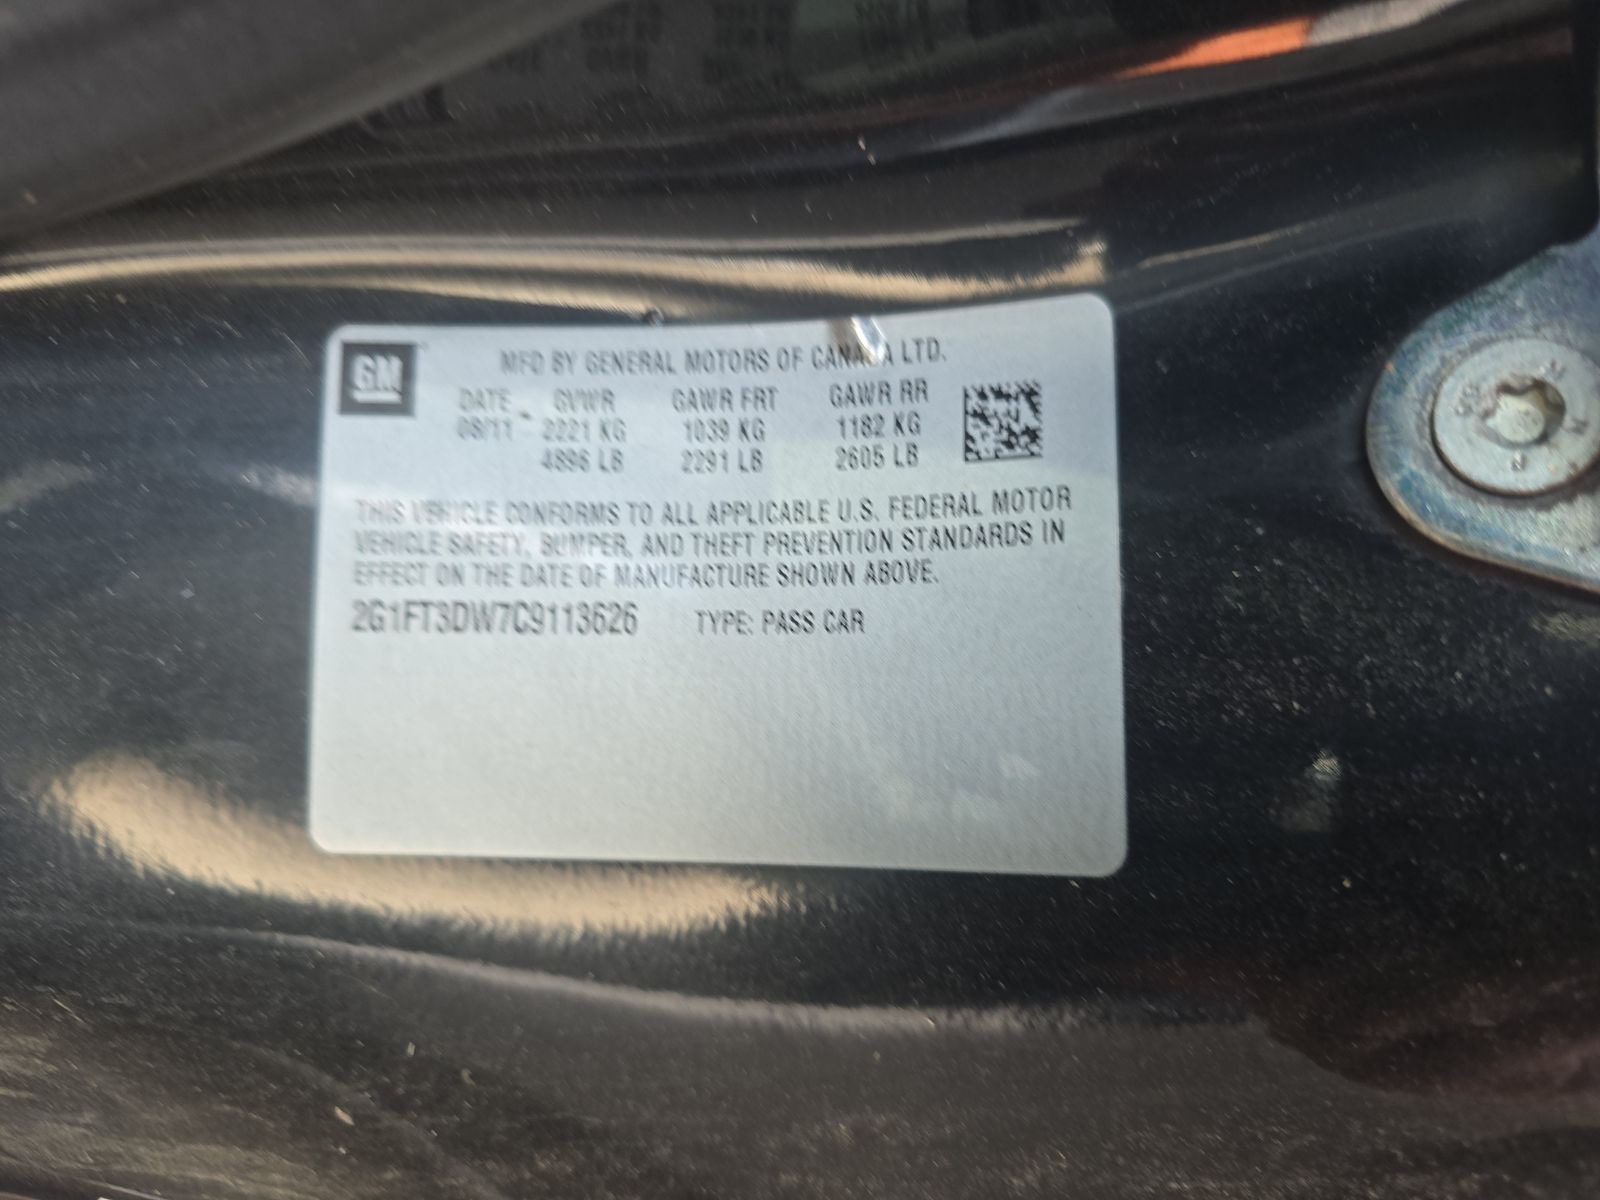 GM
MFD BY GENERAL MOTORS OF CANADA LTD.
DATE GVWR GAWR FRT GAWR RR
08/11 2221 KG 1039 KG 1182 KG
4896 LB 2291 LB 2605 LB
THIS VEHICLE CONFORMS TO ALL APPLICABLE U.S. FEDERAL MOTOR
VEHICLE SAFETY, BUMPER, AND THEFT PREVENTION STANDARDS IN
EFFECT ON THE DATE OF MANUFACTURE SHOWN ABOVE.
2G1FT3DW7C9113626 TYPE: PASS CAR